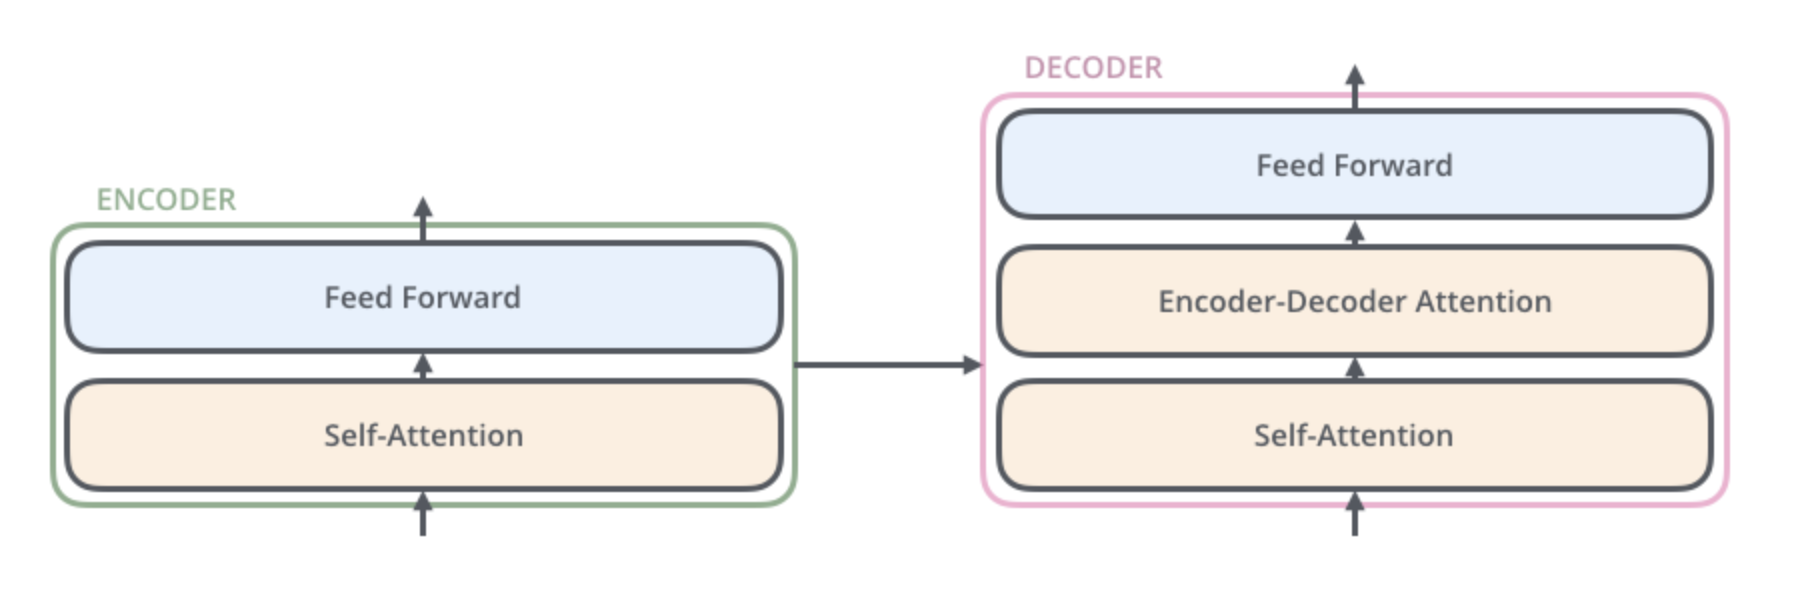 ENCODER
Feed Forward
Self-Attention
DECODER
Feed Forward
Encoder-Decoder Attention
Self-Attention